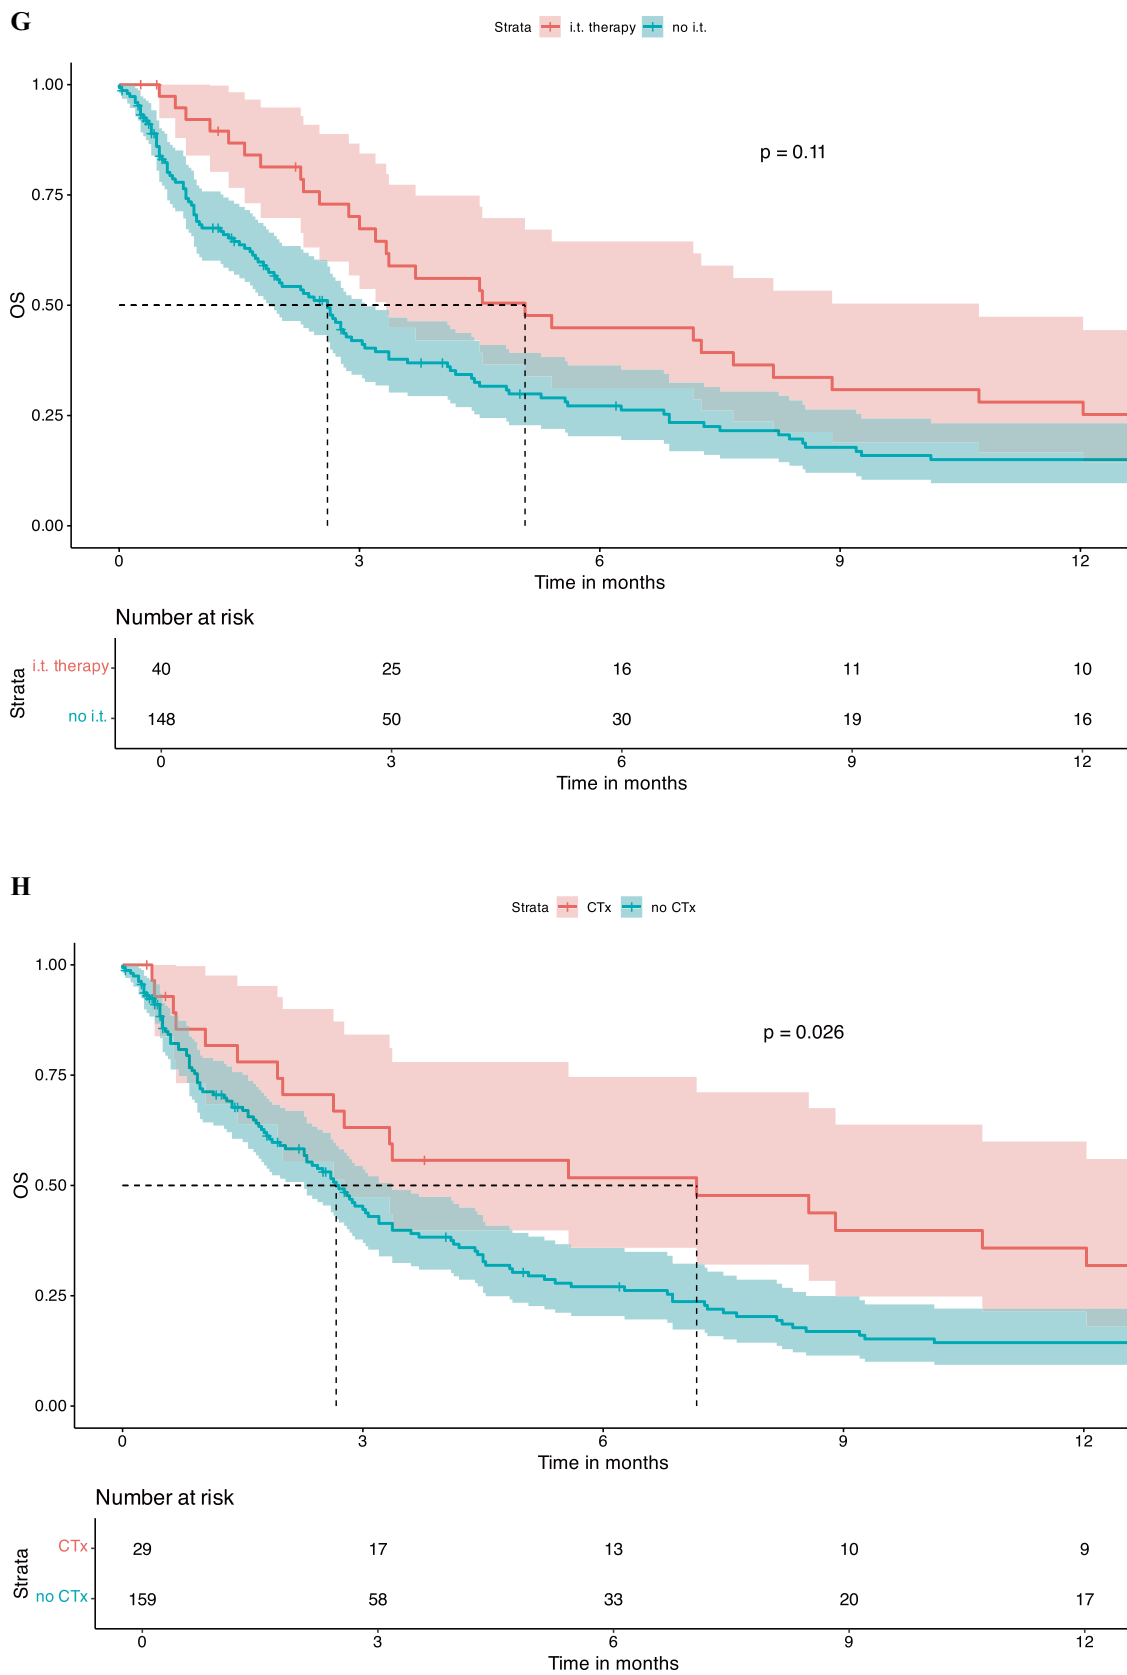 G
Strata i.t. therapy no i.t.
1.00
p = 0.11
0.75
0.50
OS
0.25
0.00
0 3 6 9 12
Time in months
Number at risk
Strata
i.t. therapy 40 25 16 11 10
no i.t. 148 50 30 19 16
0 3 6 9 12
Time in months
H
Strata CTx no CTx
1.00
p = 0.026
0.75
0.50
OS
0.25
0.00
0 3 6 9 12
Time in months
Number at risk
Strata
CTx 29 17 13 10 9
no CTx 159 58 33 20 17
0 3 6 9 12
Time in months